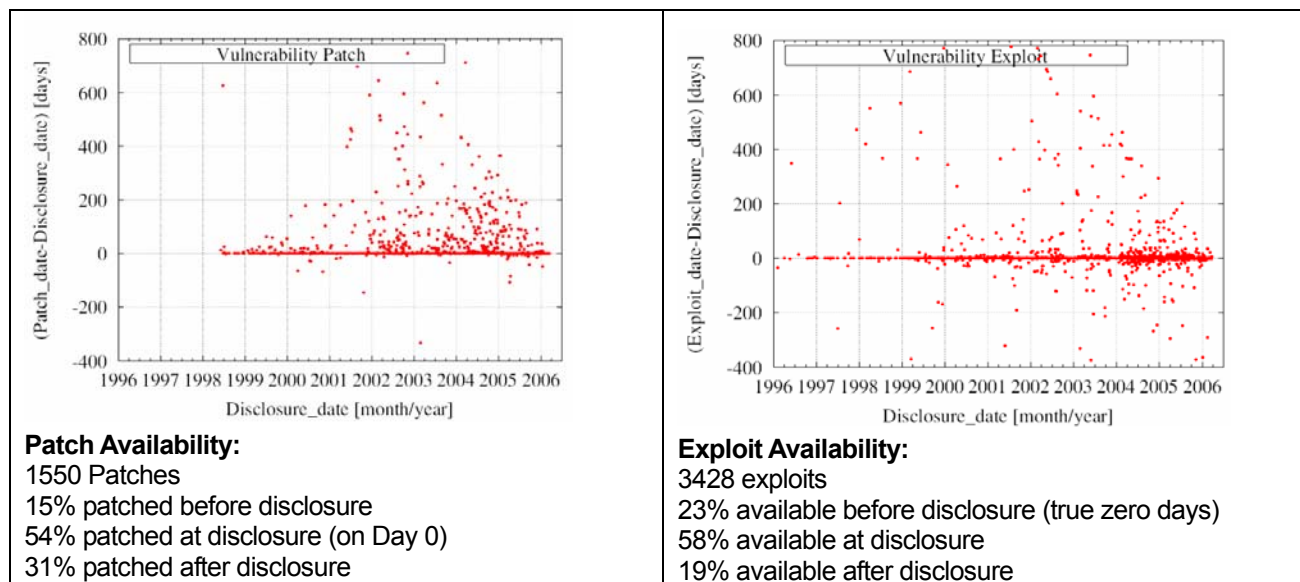 800
Vulnerability Patch
600
400
200
0
-200
-400
(Patch_date-Disclosure_date) [days]
1996 1997 1998 1999 2000 2001 2002 2003 2004 2005 2006
Disclosure_date [month/year]
Patch Availability:
1550 Patches
15% patched before disclosure
54% patched at disclosure (on Day 0)
31% patched after disclosure
800
Vulnerability Exploit
600
400
200
0
-200
-400
(Exploit_date-Disclosure_date) [days]
1996 1997 1998 1999 2000 2001 2002 2003 2004 2005 2006
Disclosure_date [month/year]
Exploit Availability:
3428 exploits
23% available before disclosure (true zero days)
58% available at disclosure
19% available after disclosure